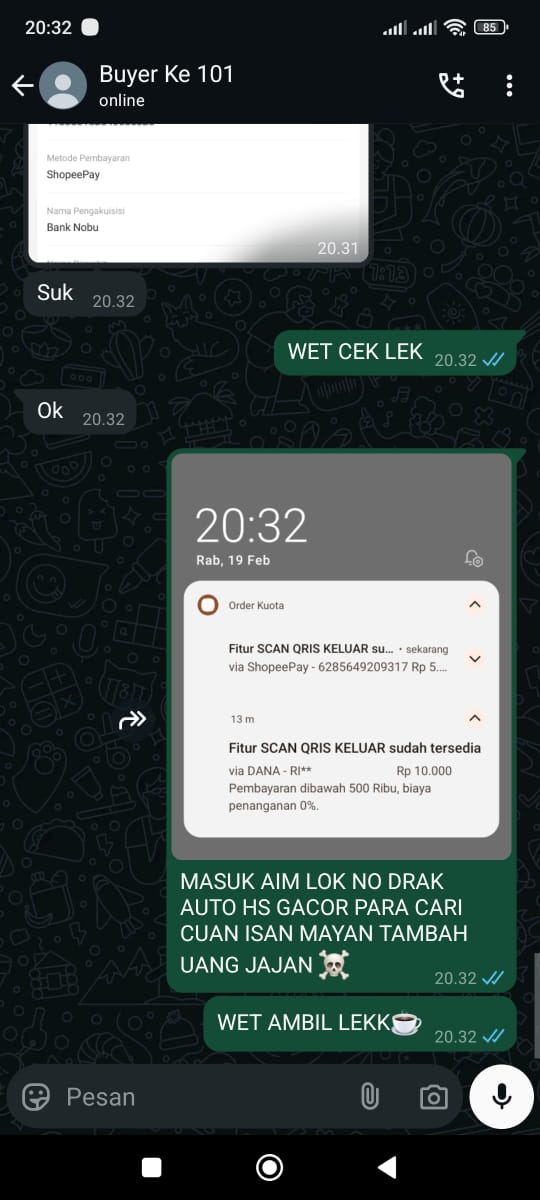 20:32
85
Buyer Ke 101
online
Metode Pembayaran
ShopeePay
Nama Pengakuisisi
Bank Nobu
20.31
Suk 20.32
WET CEK LEK 20.32
Ok 20.32
20:32
Rab, 19 Feb
Order Kuota
Fitur SCAN QRIS KELUAR su... • sekarang
via ShopeePay - 6285649209317 Rp 5....
13 m
Fitur SCAN QRIS KELUAR sudah tersedia
via DANA - RI** Rp 10.000
Pembayaran dibawah 500 Ribu, biaya
penanganan 0%.
MASUK AIM LOK NO DRAK
AUTO HS GACOR PARA CARI
CUAN ISAN MAYAN TAMBAH
UANG JAJAN ☠️
20.32
WET AMBIL LEKK☕ 20.32
Pesan